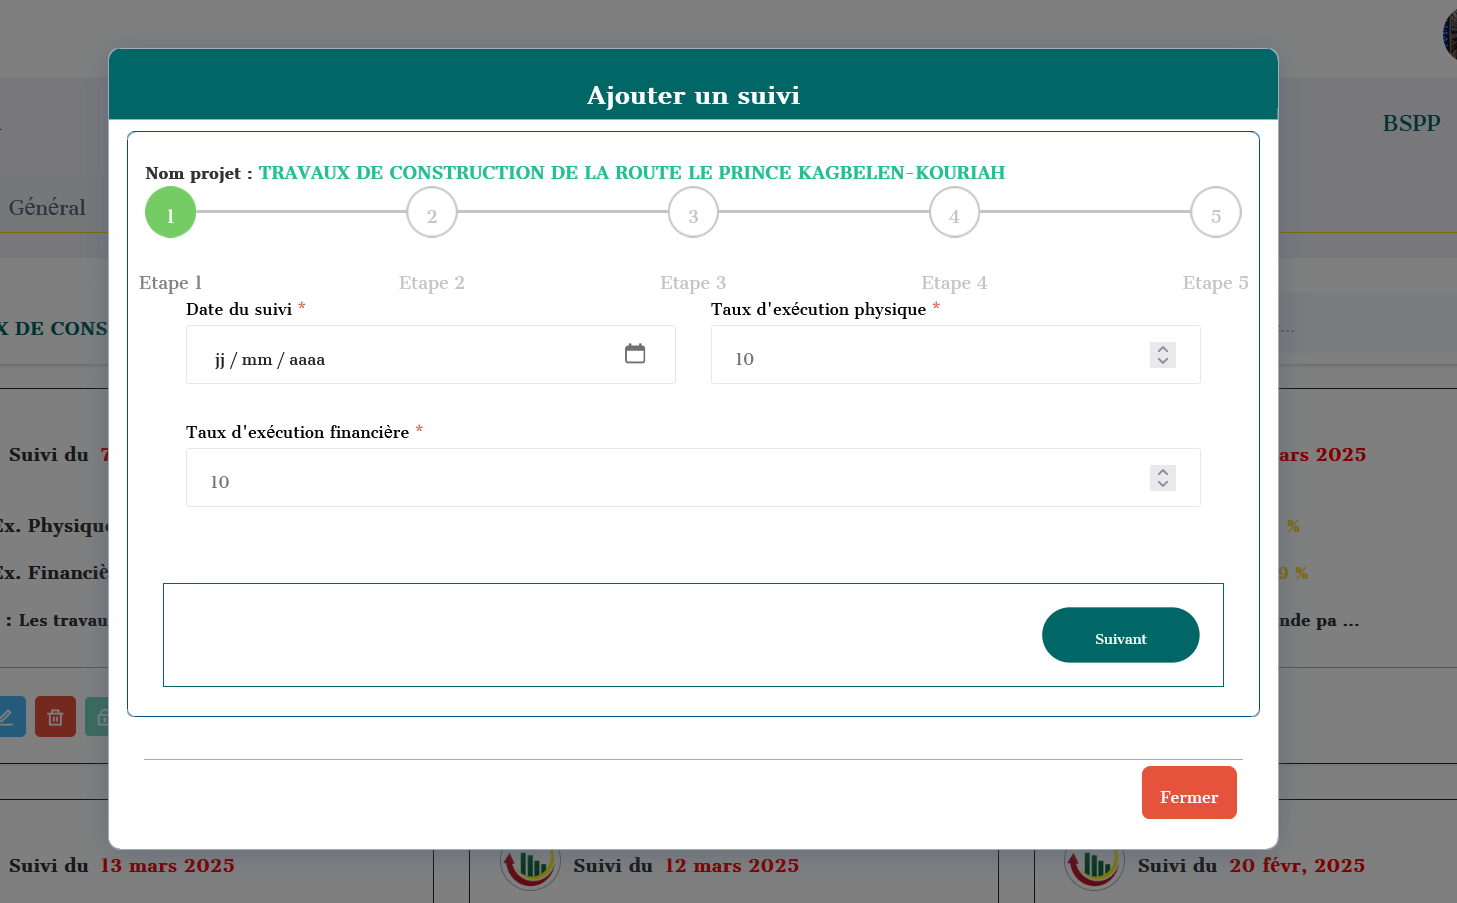 Ajouter un suivi
BSPP
Nom projet : TRAVAUX DE CONSTRUCTION DE LA ROUTE LE PRINCE KAGBELEN-KOURIAH
Général
1 2 3 4 5
Etape 1 Etape 2 Etape 3 Etape 4 Etape 5
Date du suivi * Taux d'exécution physique *
X DE CONS
jj / mm / aaaa 10
Taux d'exécution financière *
Suivi du 7 ars 2025
10
Ex. Physique %
Ex. Financiè 9 %
: Les travau nde pa ...
Suivant
Fermer
Suivi du 13 mars 2025 Suivi du 12 mars 2025 Suivi du 20 févr, 2025